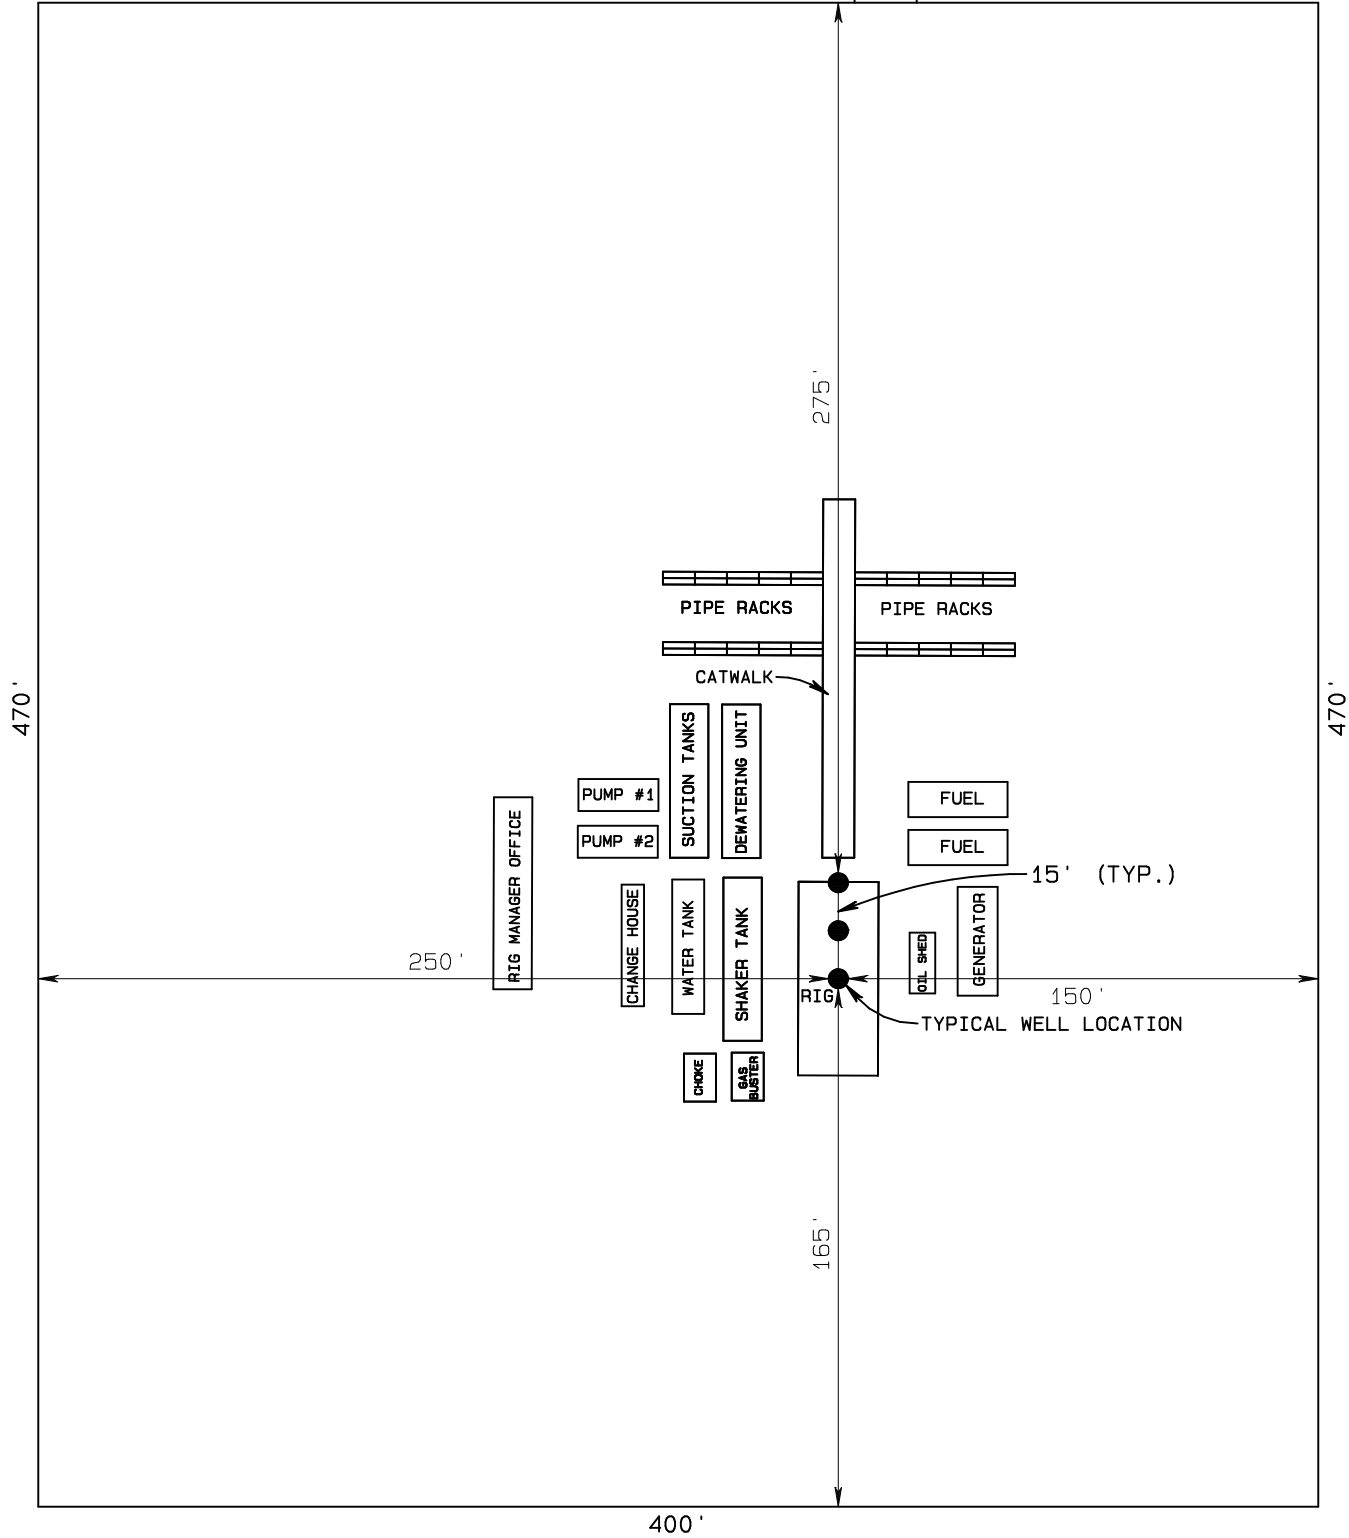 275'
PIPE RACKS
PIPE RACKS
CATWALK
470'
470'
SUCTION TANKS
DEWATERING UNIT
PUMP #1
PUMP #2
FUEL
FUEL
RIG MANAGER OFFICE
15' (TYP.)
CHANGE HOUSE
WATER TANK
SHAKER TANK
OIL SHED
GENERATOR
250'
150'
RIG
TYPICAL WELL LOCATION
CHOKE
GAS
BUSTER
165'
400'